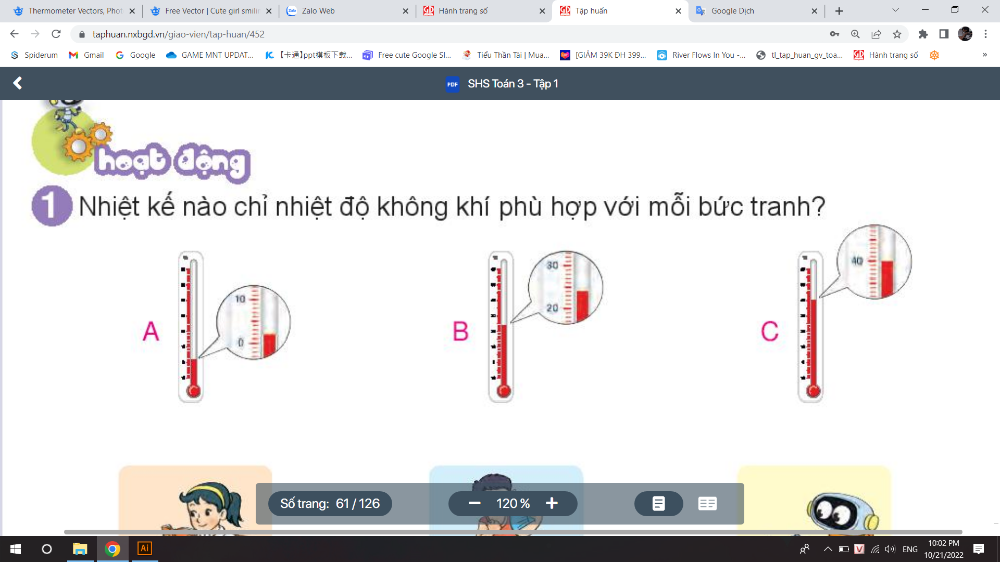 Thermometer Vectors, Phot
Free Vector | Cute girl smilin
Zalo Web
Hành trang số
Tập huấn
Google Dịch
taphuan.nxbgd.vn/giao-vien/tap-huan/452
Spiderum
Gmail
Google
GAME MNT UPDAT...
【卡通】ppt模板下载...
Free cute Google Sl...
Tiểu Thần Tài | Mua...
[GIẢM 39K ĐH 399...
River Flows In You -...
tl_tap_huan_gv_toa...
Hành trang số
»
PDF SHS Toán 3 - Tập 1
hoạt động
1 Nhiệt kế nào chỉ nhiệt độ không khí phù hợp với mỗi bức tranh?
A
10
0
B
30
20
C
40
Số trang: 61 / 126
120 %
Ai
ENG
10:02 PM
10/21/2022